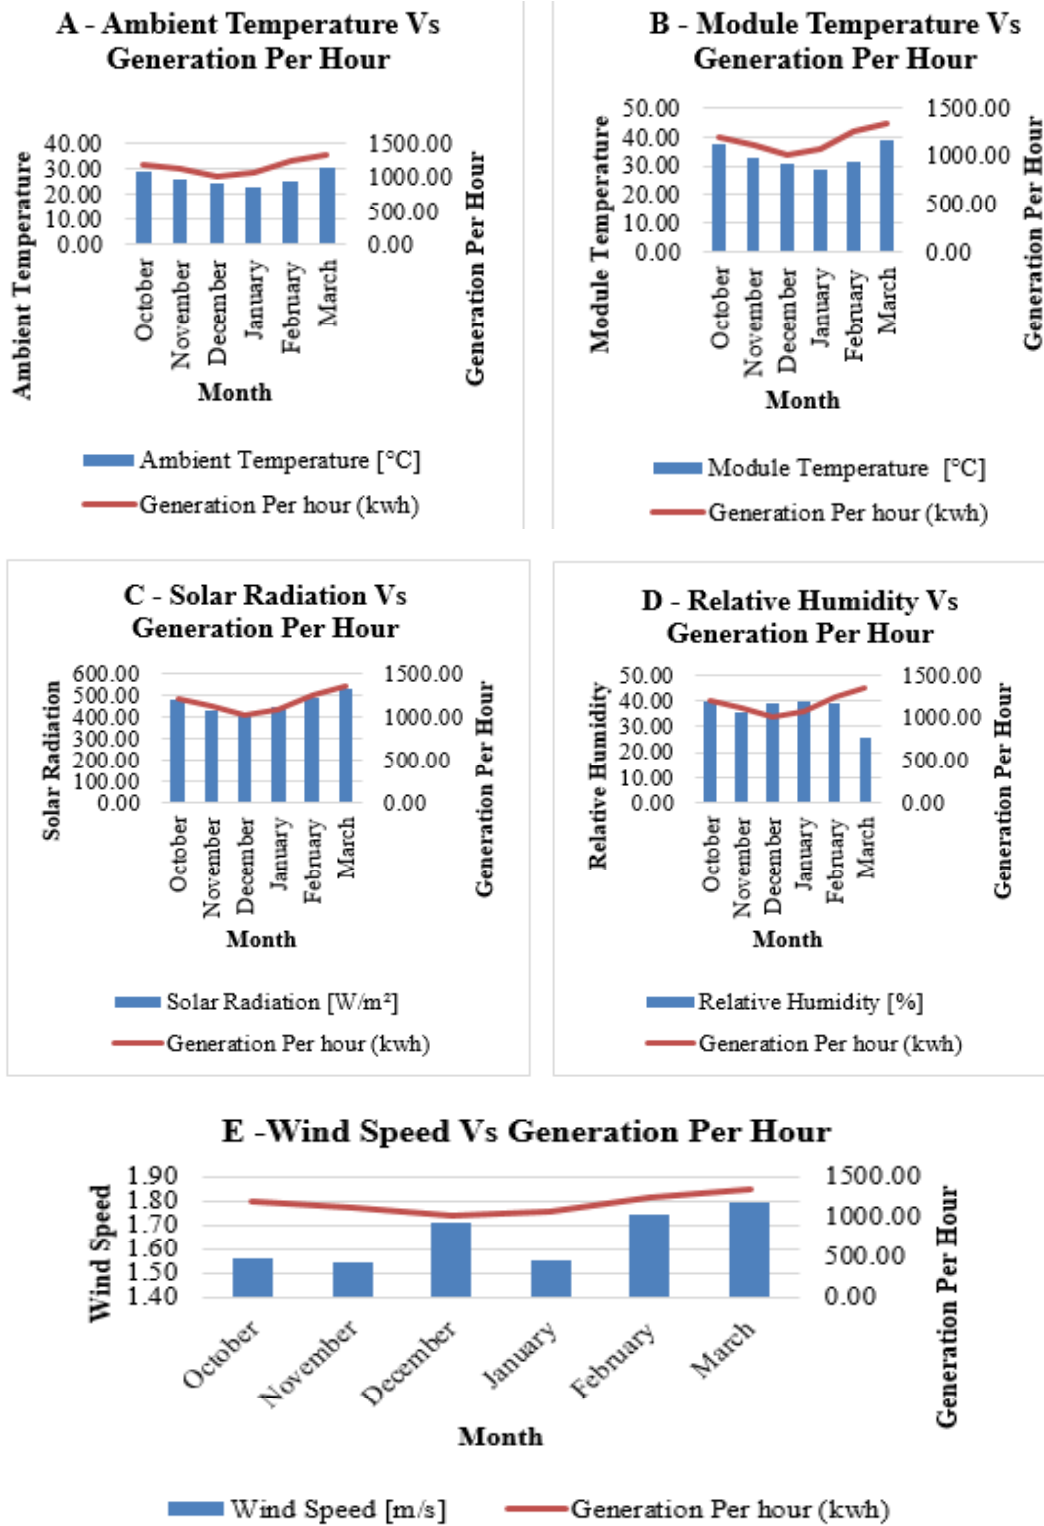 A - Ambient Temperature Vs
Generation Per Hour
Ambient Temperature
40.00
30.00
20.00
10.00
0.00
1500.00
1000.00
500.00
0.00
Generation Per Hour
October
November
December
January
February
March
Month
Ambient Temperature [°C]
Generation Per hour (kwh)
B - Module Temperature Vs
Generation Per Hour
Module Temperature
50.00
40.00
30.00
20.00
10.00
0.00
1500.00
1000.00
500.00
0.00
Generation Per Hour
October
November
December
January
February
March
Month
Module Temperature [°C]
Generation Per hour (kwh)
C - Solar Radiation Vs
Generation Per Hour
Solar Radiation
600.00
500.00
400.00
300.00
200.00
100.00
0.00
1500.00
1000.00
500.00
0.00
Generation Per Hour
October
November
December
January
February
March
Month
Solar Radiation [W/m²]
Generation Per hour (kwh)
D - Relative Humidity Vs
Generation Per Hour
Relative Humidity
50.00
40.00
30.00
20.00
10.00
0.00
1500.00
1000.00
500.00
0.00
Generation Per Hour
October
November
December
January
February
March
Month
Relative Humidity [%]
Generation Per hour (kwh)
E -Wind Speed Vs Generation Per Hour
Wind Speed
1.90
1.80
1.70
1.60
1.50
1.40
1500.00
1000.00
500.00
0.00
Generation Per Hour
October
November
December
January
February
March
Month
Wind Speed [m/s]
Generation Per hour (kwh)